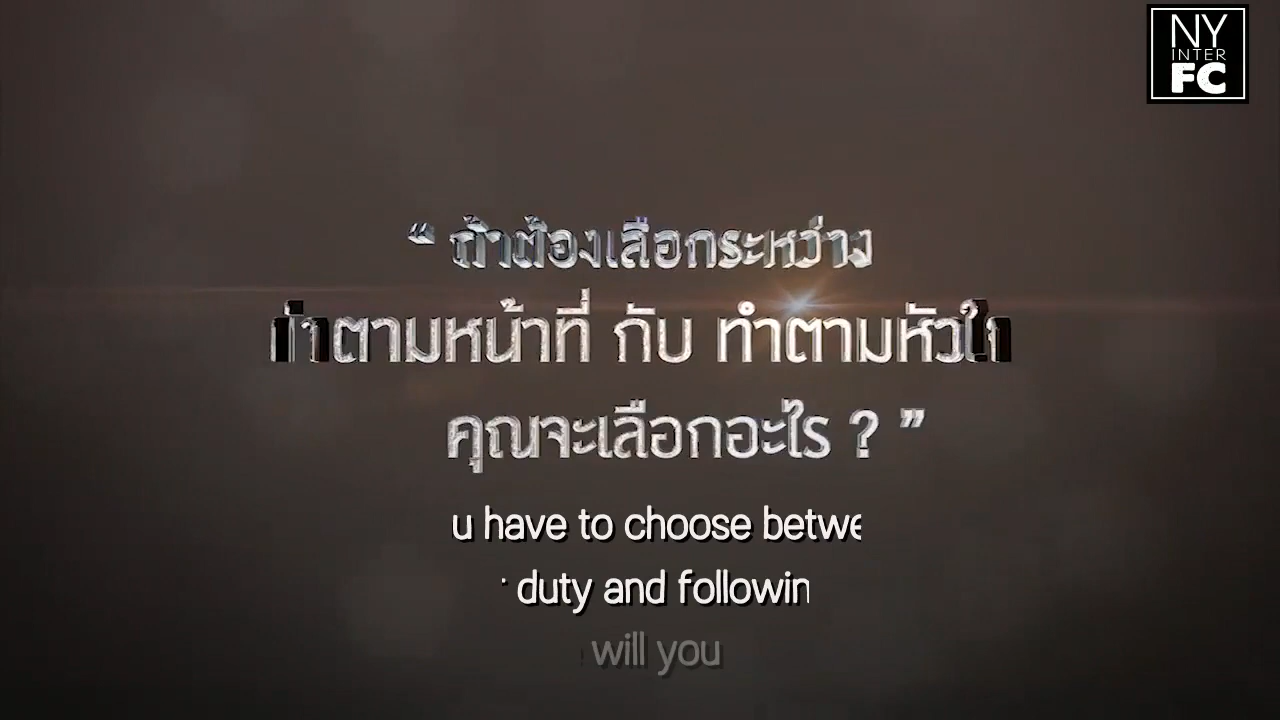 NY
INTER
FC
“ ถ้าต้องเลือกระหว่าง
ทำตามหน้าที่ กับ ทำตามหัวใจ
คุณจะเลือกอะไร ? ”
u have to choose betwe
duty and followin
will you